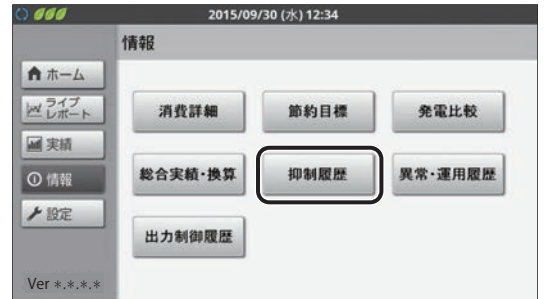 2015/09/30 (水) 12:34
情報
ホーム
ライブ
レポート
実績
情報
設定
Ver *.*.*.*
消費詳細 節約目標 発電比較
総合実績・換算 抑制履歴 異常・運用履歴
出力制御履歴